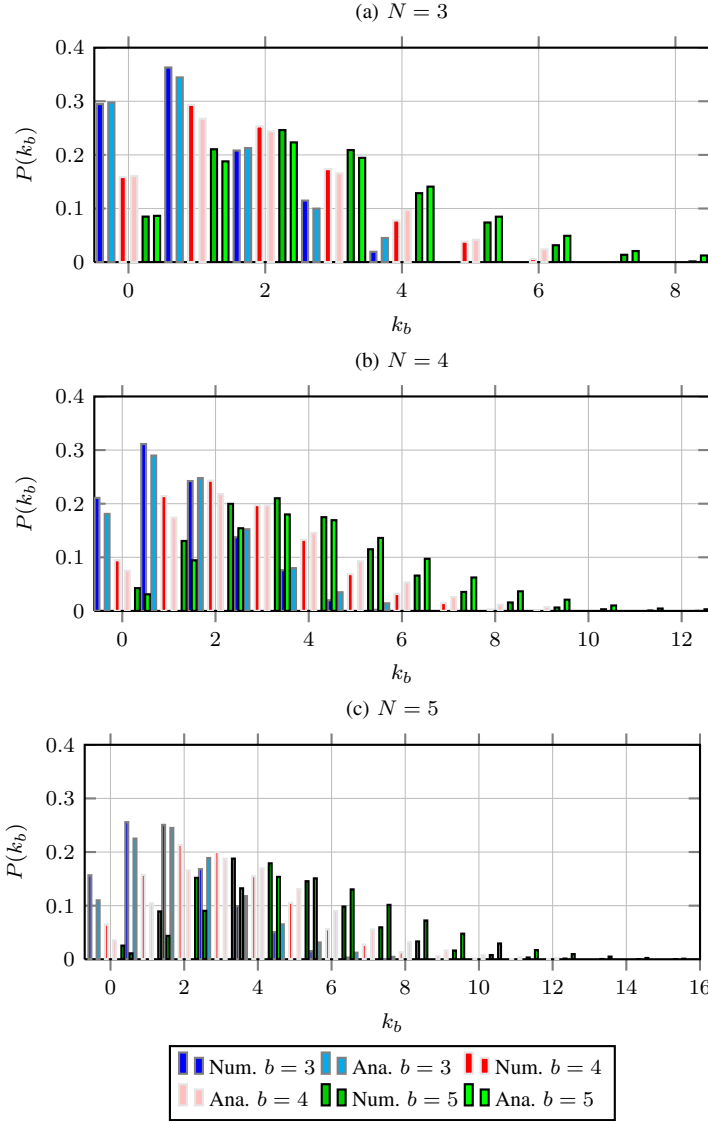 (a) N = 3
0.4
0.3
0.2
0.1
0
P(k_b)
0 2 4 6 8
k_b
(b) N = 4
0.4
0.3
0.2
0.1
0
P(k_b)
0 2 4 6 8 10 12
k_b
(c) N = 5
0.4
0.3
0.2
0.1
0
P(k_b)
0 2 4 6 8 10 12 14 16
k_b
Num. b = 3 Ana. b = 3 Num. b = 4
Ana. b = 4 Num. b = 5 Ana. b = 5